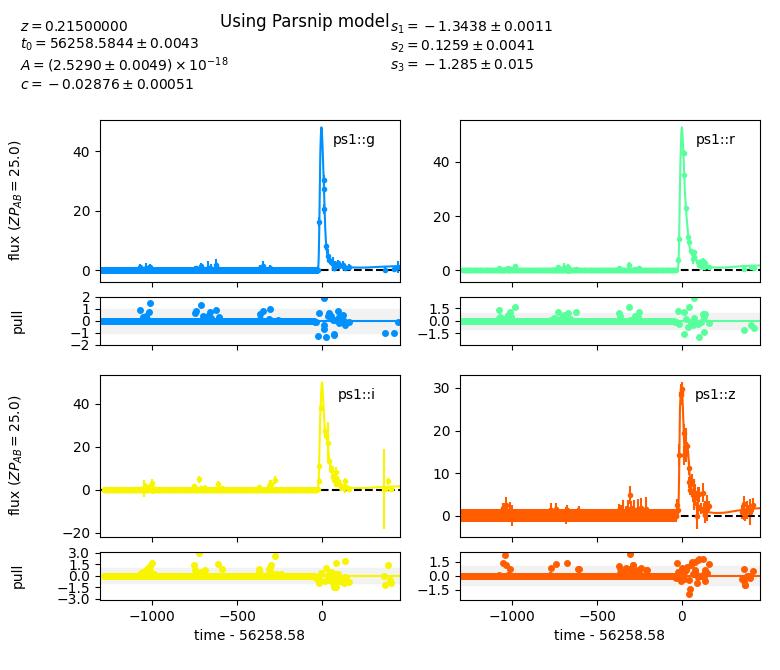 Using Parsnip model
z = 0.21500000
t₀ = 56258.5844 ± 0.0043
A = (2.5290 ± 0.0049) × 10⁻¹⁸
c = −0.02876 ± 0.00051
s₁ = −1.3438 ± 0.0011
s₂ = 0.1259 ± 0.0041
s₃ = −1.285 ± 0.015
flux (ZP_AB = 25.0)
40
20
0
ps1::g
40
20
0
ps1::r
pull
2
1
0
−1
−2
1.5
0.0
−1.5
flux (ZP_AB = 25.0)
40
20
0
−20
ps1::i
30
20
10
0
ps1::z
pull
3.0
1.5
0.0
−1.5
−3.0
1.5
0.0
−1.5
−1000 −500 0
time - 56258.58
−1000 −500 0
time - 56258.58